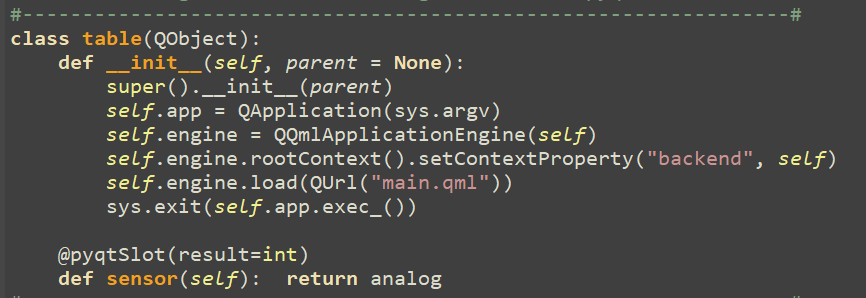 #----------------------------------------------------------------#
class table(QObject):
    def __init__(self, parent = None):
        super().__init__(parent)
        self.app = QApplication(sys.argv)
        self.engine = QQmlApplicationEngine(self)
        self.engine.rootContext().setContextProperty("backend", self)
        self.engine.load(QUrl("main.qml"))
        sys.exit(self.app.exec_())
    @pyqtSlot(result=int)
    def sensor(self):  return analog